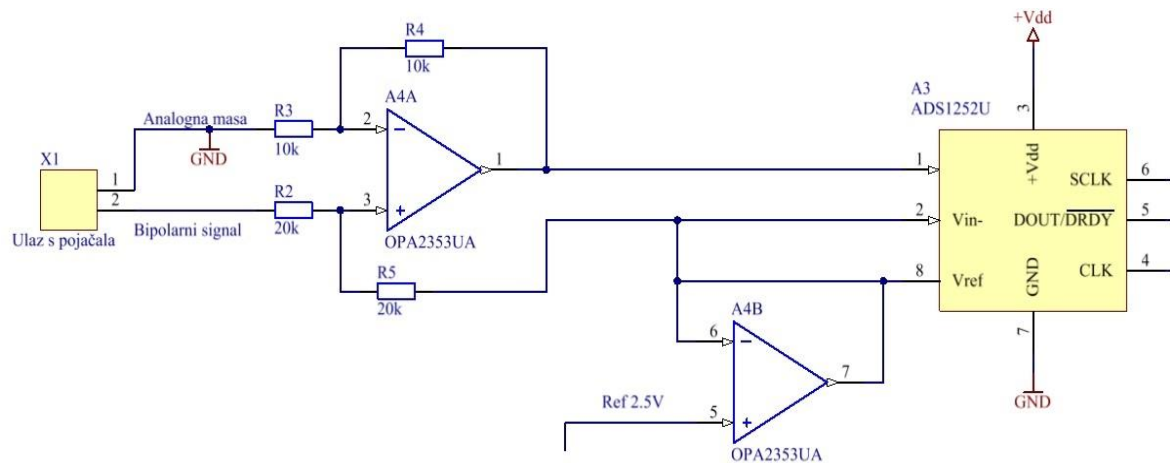 +Vdd
R4
10k
A3
ADS1252U
A4A
R3
Analogna masa
2
3
10k
GND
X1
1
1
1
+Vdd
SCLK
6
2
R2
3
2
Vin-
DOUT/DRDY
5
20k
Bipolarni signal
Ulaz s pojačala
OPA2353UA
R5
8
Vref
GND
CLK
4
20k
A4B
6
7
7
Ref 2.5V
5
GND
OPA2353UA